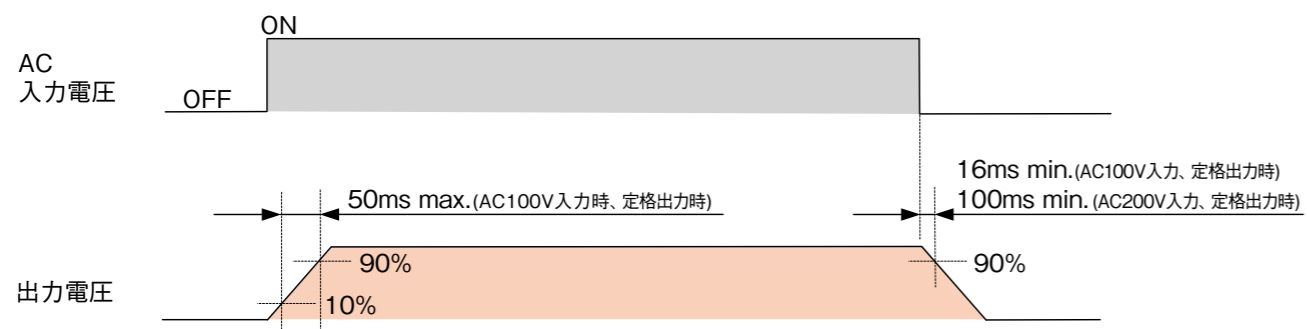 ON
AC
入力電圧
OFF
16ms min.(AC100V入力、定格出力時)
50ms max.(AC100V入力時、定格出力時)
100ms min.(AC200V入力、定格出力時)
90%
90%
出力電圧
10%